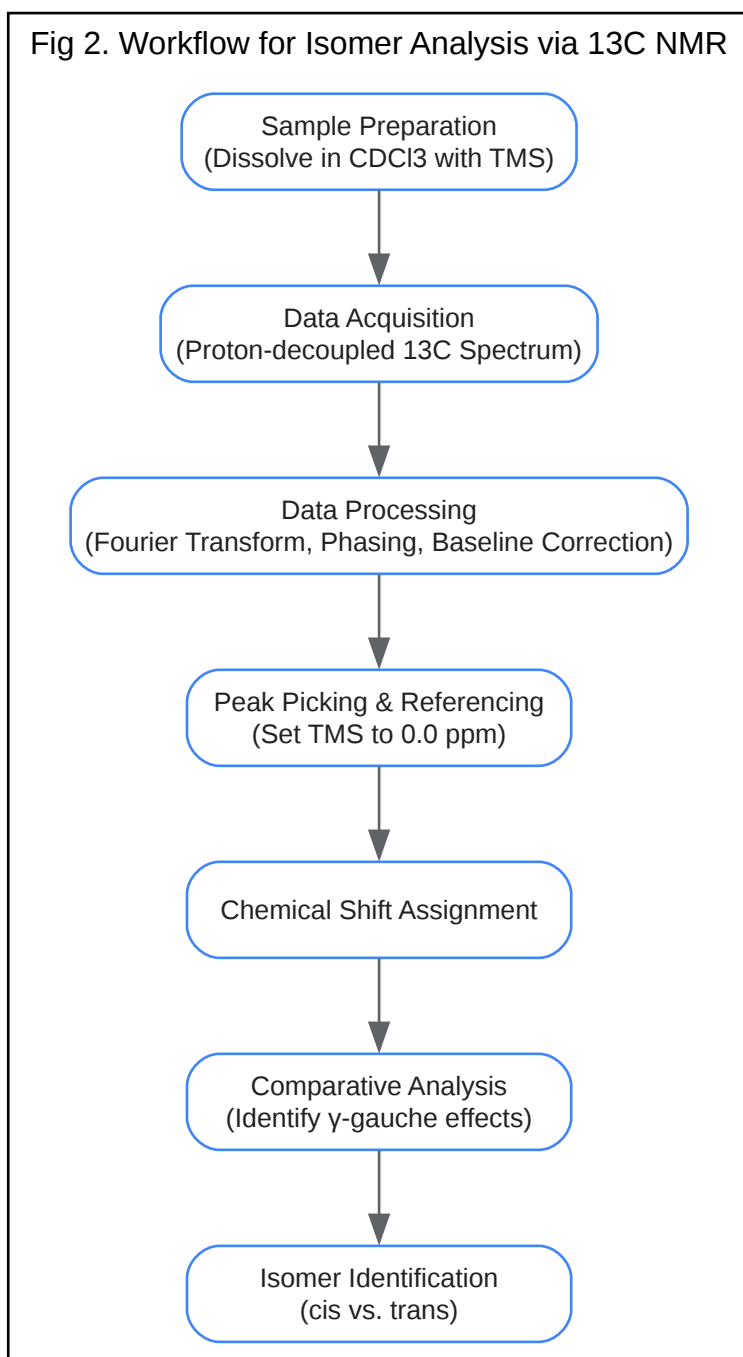 Fig 2. Workflow for Isomer Analysis via 13C NMR
Sample Preparation
(Dissolve in CDCl3 with TMS)
Data Acquisition
(Proton-decoupled 13C Spectrum)
Data Processing
(Fourier Transform, Phasing, Baseline Correction)
Peak Picking & Referencing
(Set TMS to 0.0 ppm)
Chemical Shift Assignment
Comparative Analysis
(Identify γ-gauche effects)
Isomer Identification
(cis vs. trans)